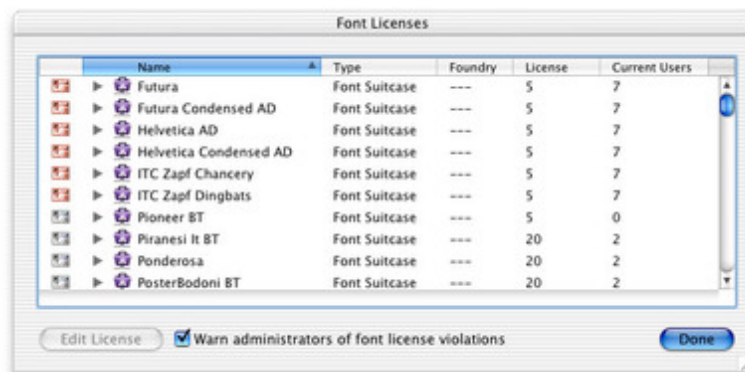 Font Licenses
Name Type Foundry License Current Users
Futura Font Suitcase --- 5 7
Futura Condensed AD Font Suitcase --- 5 7
Helvetica AD Font Suitcase --- 5 7
Helvetica Condensed AD Font Suitcase --- 5 7
ITC Zapf Chancery Font Suitcase --- 5 7
ITC Zapf Dingbats Font Suitcase --- 5 7
Pioneer BT Font Suitcase --- 5 0
Piranesi It BT Font Suitcase --- 20 2
Ponderosa Font Suitcase --- 20 2
PosterBodoni BT Font Suitcase --- 20 2
Edit License Warn administrators of font license violations Done